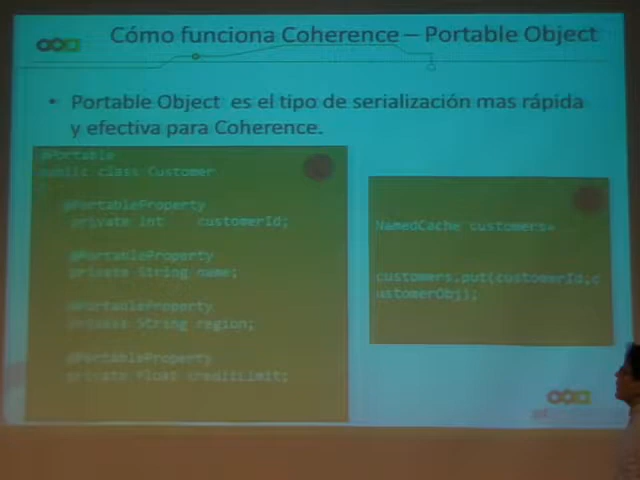 Cómo funciona Coherence – Portable Object
• Portable Object es el tipo de serialización mas rápida
y efectiva para Coherence.
@Portable
public class Customer
@PortableProperty
private int customerId;
@PortableProperty
private String name;
@PortableProperty
private String region;
@PortableProperty
private Float creditLimit;
NamedCache customers=
customers.put(customerId;c
ustomerObj);